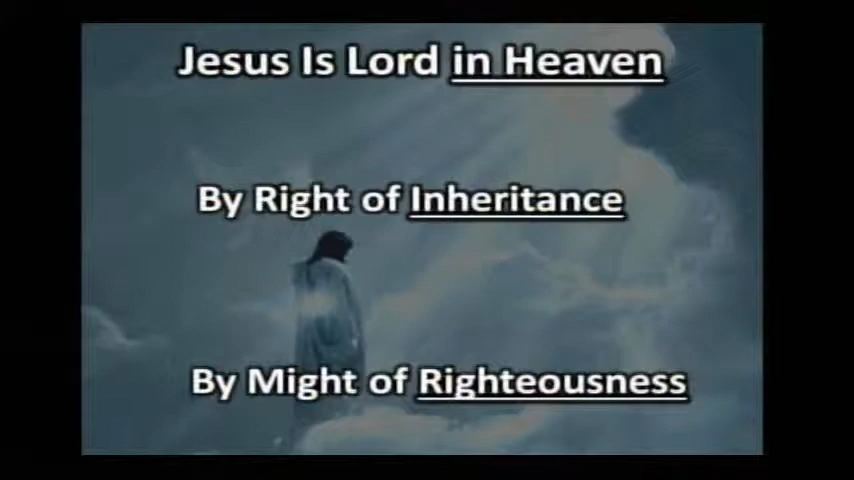 Jesus Is Lord in Heaven
By Right of Inheritance
By Might of Righteousness